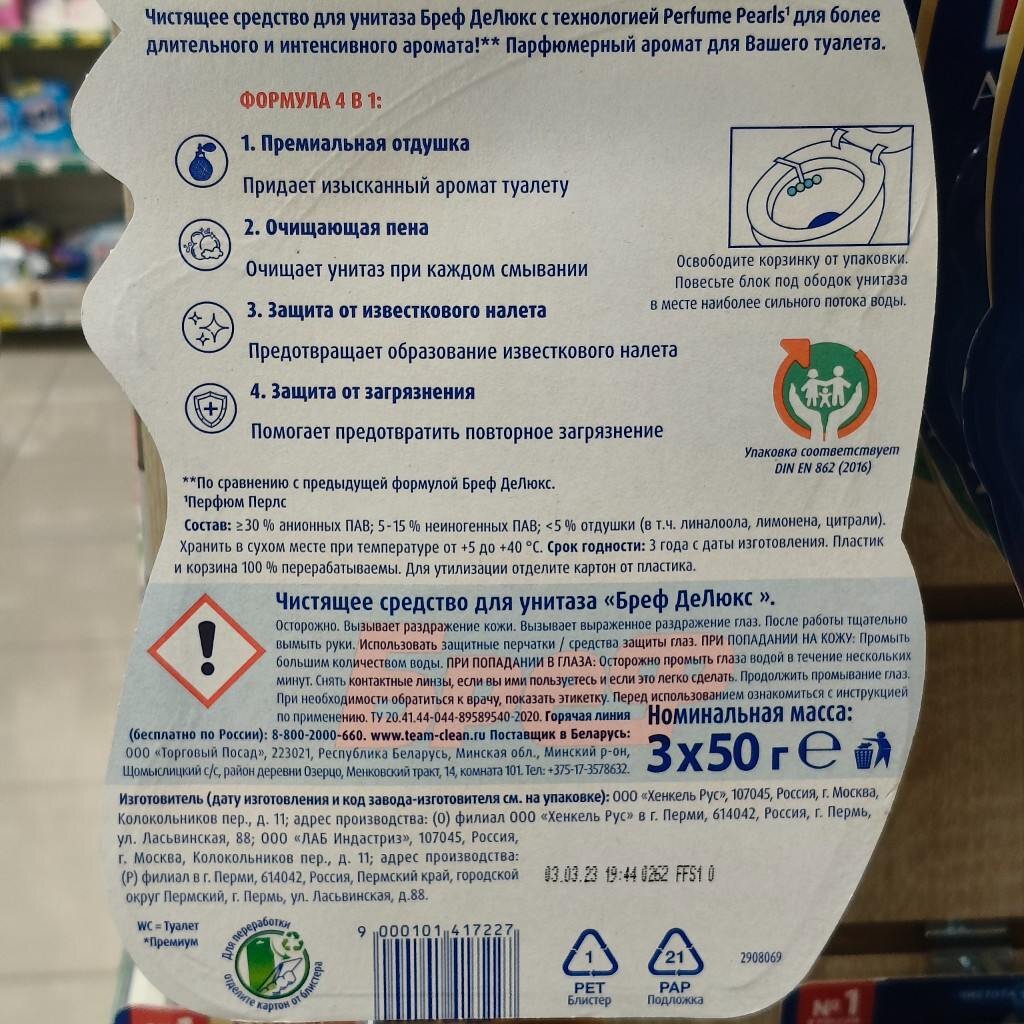 Чистящее средство для унитаза Бреф ДеЛюкс с технологией Perfume Pearls¹ для более
длительного и интенсивного аромата!** Парфюмерный аромат для Вашего туалета.
ФОРМУЛА 4 В 1:
1. Премиальная отдушка
Придает изысканный аромат туалету
2. Очищающая пена
Очищает унитаз при каждом смывании
3. Защита от известкового налета
Предотвращает образование известкового налета
4. Защита от загрязнения
Помогает предотвратить повторное загрязнение
Освободите корзинку от упаковки.
Повесьте блок под ободок унитаза
в месте наиболее сильного потока воды.
Упаковка соответствует
DIN EN 862 (2016)
**По сравнению с предыдущей формулой Бреф ДеЛюкс.
¹Перфюм Перлс
Состав: ≥30 % анионных ПАВ; 5-15 % неионогенных ПАВ; <5 % отдушки (в т.ч. линалоола, лимонена, цитрали).
Хранить в сухом месте при температуре от +5 до +40 °C. Срок годности: 3 года с даты изготовления. Пластик
и корзина 100 % перерабатываемы. Для утилизации отделите картон от пластика.
Чистящее средство для унитаза «Бреф ДеЛюкс ».
Осторожно. Вызывает раздражение кожи. Вызывает выраженное раздражение глаз. После работы тщательно
вымыть руки. Использовать защитные перчатки / средства защиты глаз. ПРИ ПОПАДАНИИ НА КОЖУ: Промыть
большим количеством воды. ПРИ ПОПАДАНИИ В ГЛАЗА: Осторожно промыть глаза водой в течение нескольких
минут. Снять контактные линзы, если вы ими пользуетесь и если это легко сделать. Продолжить промывание глаз.
При необходимости обратиться к врачу, показать этикетку. Перед использованием ознакомиться с инструкцией
по применению. ТУ 20.41.44-044-89589540-2020. Горячая линия
(бесплатно по России): 8-800-2000-660. www.team-clean.ru Поставщик в Беларусь:
ООО «Торговый Посад», 223021, Республика Беларусь, Минская обл., Минский р-он,
Щомыслицкий с/с, район деревни Озерцо, Менковский тракт, 14, комната 101. Тел: +375-17-3578632.
Номинальная масса:
3x50 г ℮
Изготовитель (дату изготовления и код завода-изготовителя см. на упаковке): ООО «Хенкель Рус», 107045, Россия, г. Москва,
Колокольников пер., д. 11; адрес производства: (О) филиал ООО «Хенкель Рус» в г. Перми, 614042, Россия, г. Пермь,
ул. Ласьвинская, 88; ООО «ЛАБ Индастриз», 107045, Россия,
г. Москва, Колокольников пер., д. 11; адрес производства:
(Р) филиал в г. Перми, 614042, Россия, Пермский край, городской
округ Пермский, г. Пермь, ул. Ласьвинская, д.88.
03.03.23 19:44 0262 FFS1 0
WC = Туалет
*Премиум
Для переработки
отделите картон от блистера
9 000101 417227
1
PET
Блистер
21
PAP
Подложка
2908069
№1
№1